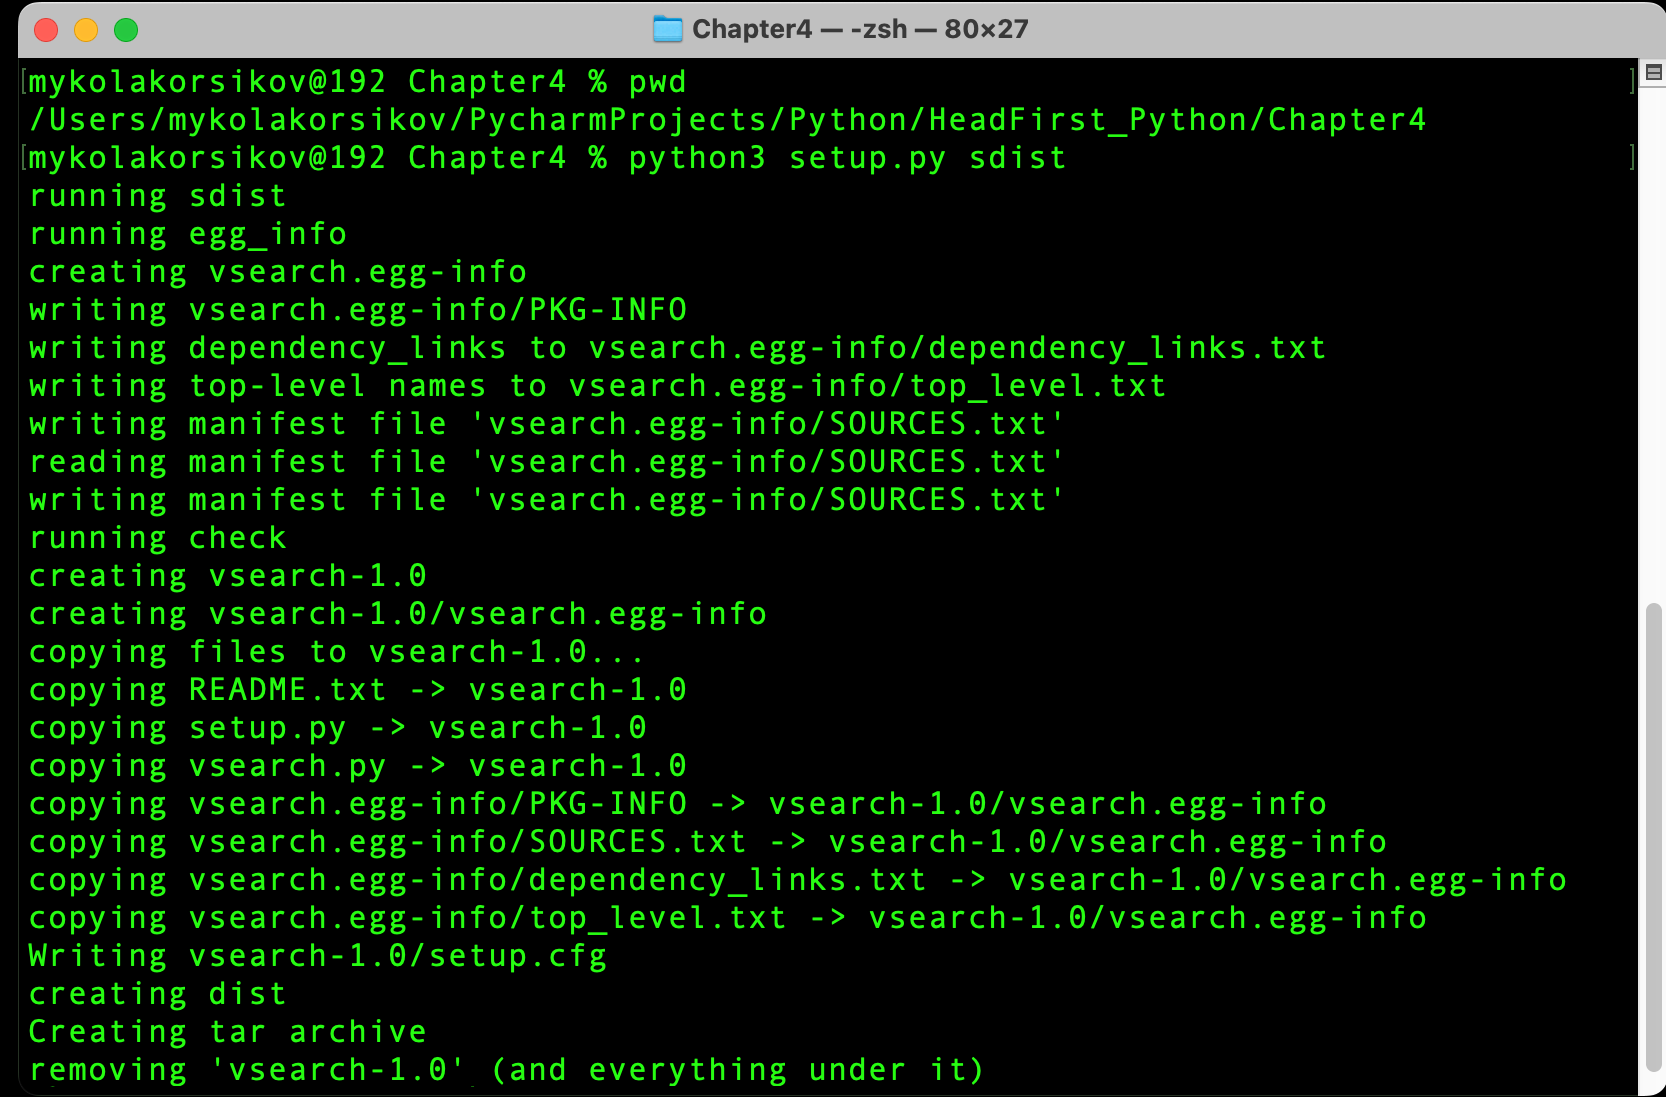 Chapter4 — -zsh — 80×27
[mykolakorsikov@192 Chapter4 % pwd ]
/Users/mykolakorsikov/PycharmProjects/Python/HeadFirst_Python/Chapter4
[mykolakorsikov@192 Chapter4 % python3 setup.py sdist ]
running sdist
running egg_info
creating vsearch.egg-info
writing vsearch.egg-info/PKG-INFO
writing dependency_links to vsearch.egg-info/dependency_links.txt
writing top-level names to vsearch.egg-info/top_level.txt
writing manifest file 'vsearch.egg-info/SOURCES.txt'
reading manifest file 'vsearch.egg-info/SOURCES.txt'
writing manifest file 'vsearch.egg-info/SOURCES.txt'
running check
creating vsearch-1.0
creating vsearch-1.0/vsearch.egg-info
copying files to vsearch-1.0...
copying README.txt -> vsearch-1.0
copying setup.py -> vsearch-1.0
copying vsearch.py -> vsearch-1.0
copying vsearch.egg-info/PKG-INFO -> vsearch-1.0/vsearch.egg-info
copying vsearch.egg-info/SOURCES.txt -> vsearch-1.0/vsearch.egg-info
copying vsearch.egg-info/dependency_links.txt -> vsearch-1.0/vsearch.egg-info
copying vsearch.egg-info/top_level.txt -> vsearch-1.0/vsearch.egg-info
Writing vsearch-1.0/setup.cfg
creating dist
Creating tar archive
removing 'vsearch-1.0' (and everything under it)